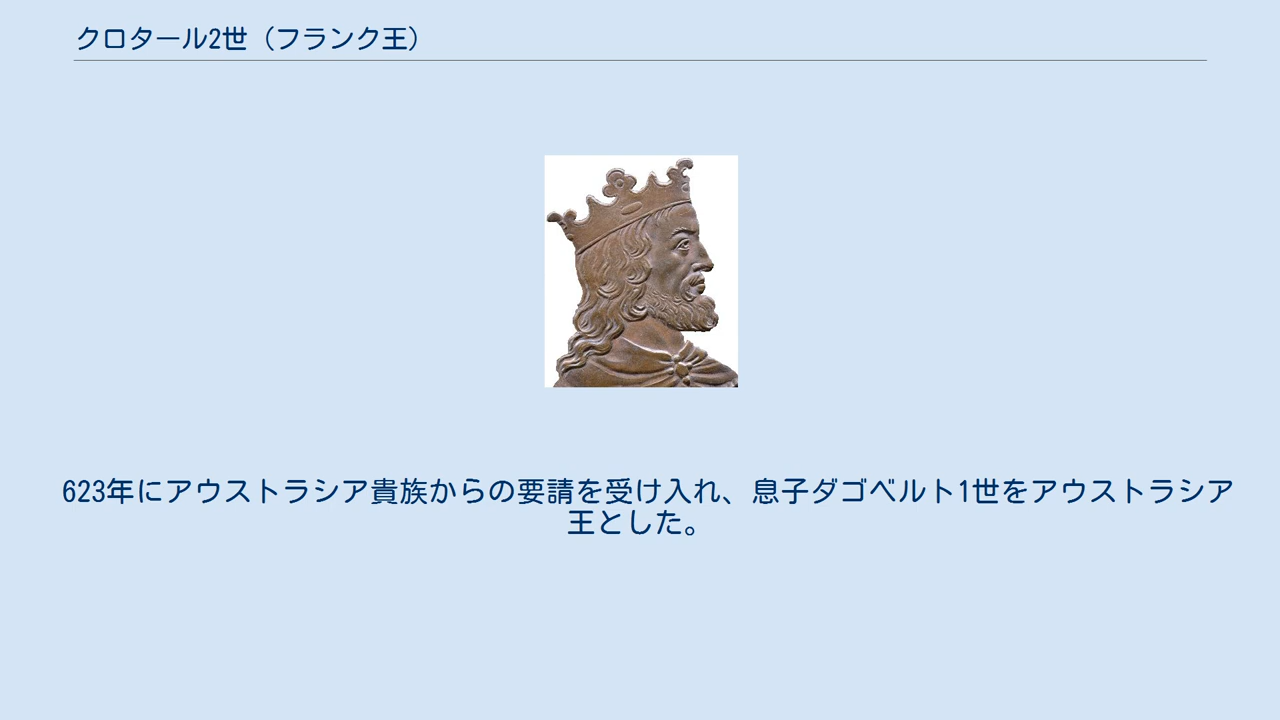 クロタール2世（フランク王）
623年にアウストラシア貴族からの要請を受け入れ、息子ダゴベルト1世をアウストラシア
王とした。